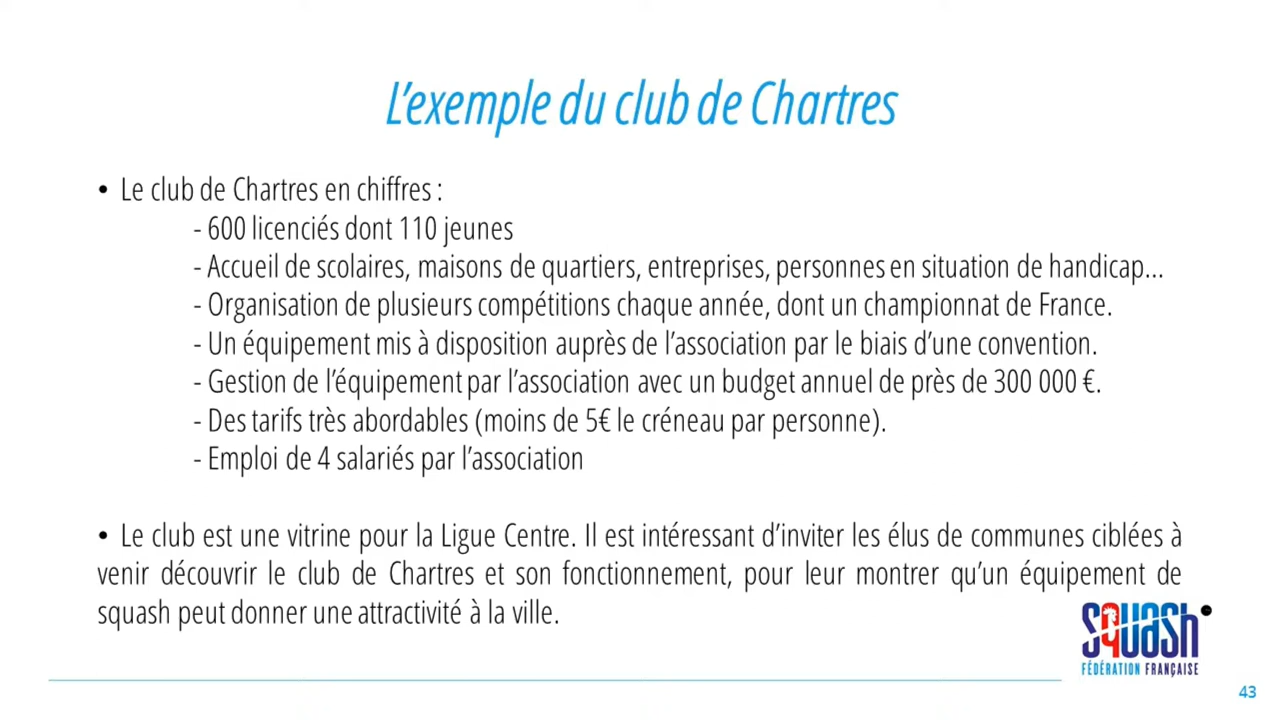 L’exemple du club de Chartres
• Le club de Chartres en chiffres :
- 600 licenciés dont 110 jeunes
- Accueil de scolaires, maisons de quartiers, entreprises, personnes en situation de handicap…
- Organisation de plusieurs compétitions chaque année, dont un championnat de France.
- Un équipement mis à disposition auprès de l’association par le biais d’une convention.
- Gestion de l’équipement par l’association avec un budget annuel de près de 300 000 €.
- Des tarifs très abordables (moins de 5€ le créneau par personne).
- Emploi de 4 salariés par l’association
• Le club est une vitrine pour la Ligue Centre. Il est intéressant d’inviter les élus de communes ciblées à
venir découvrir le club de Chartres et son fonctionnement, pour leur montrer qu’un équipement de
squash peut donner une attractivité à la ville.
squash
FÉDÉRATION FRANÇAISE
43